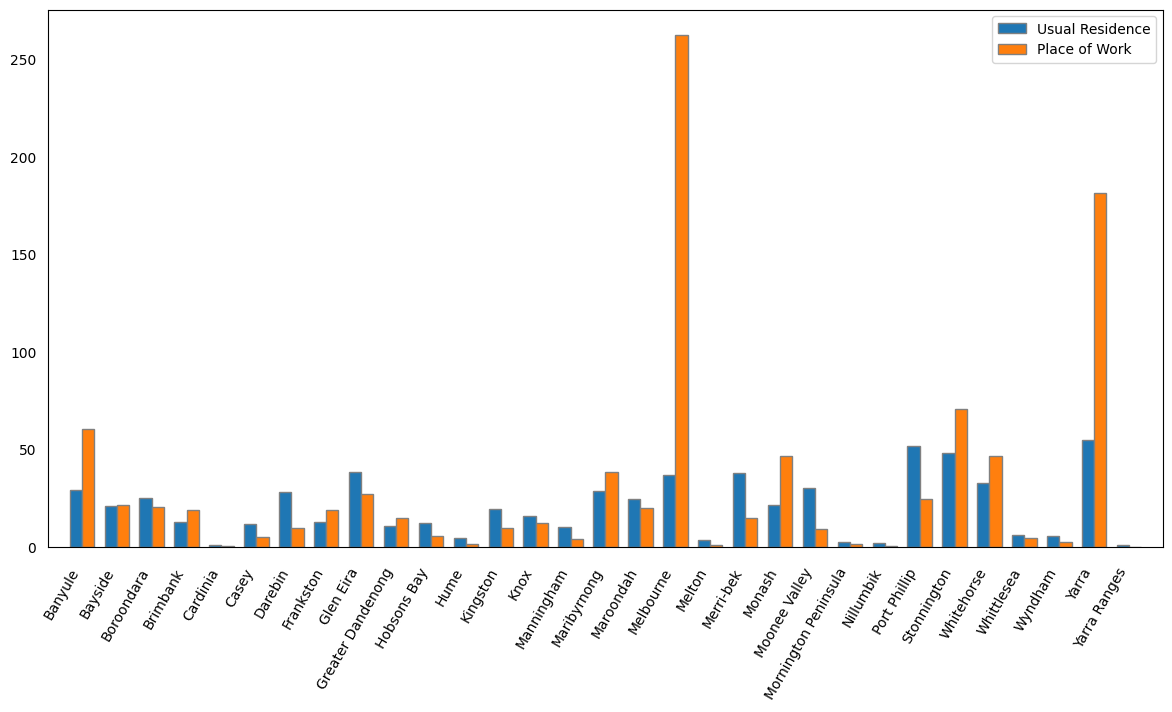 Usual Residence
Place of Work
250
200
150
100
50
0
Banyule
Bayside
Boroondara
Brimbank
Cardinia
Casey
Darebin
Frankston
Glen Eira
Greater Dandenong
Hobsons Bay
Hume
Kingston
Knox
Manningham
Maribyrnong
Maroondah
Melbourne
Melton
Merri-bek
Monash
Moonee Valley
Mornington Peninsula
Nillumbik
Port Phillip
Stonnington
Whitehorse
Whittlesea
Wyndham
Yarra
Yarra Ranges